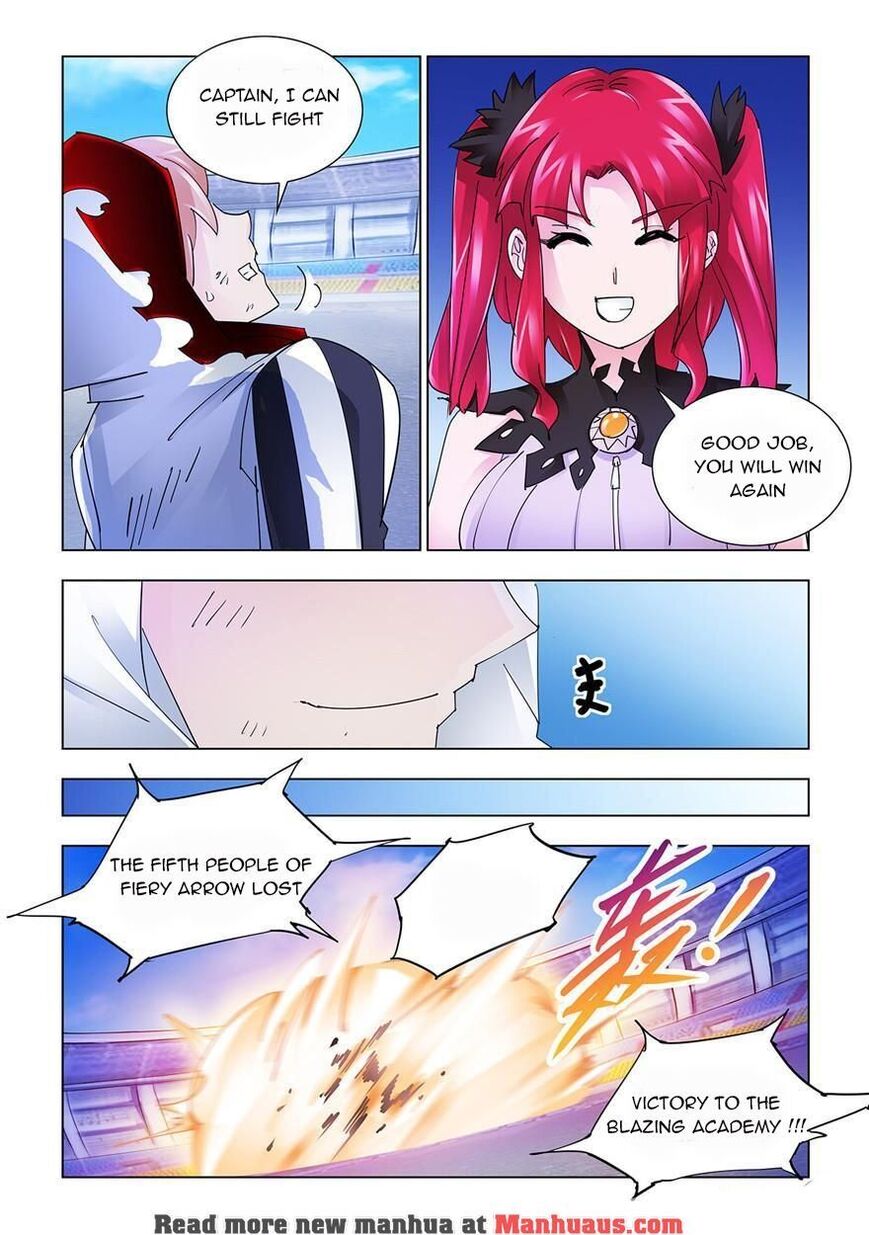 CAPTAIN, I CAN
STILL FIGHT
GOOD JOB,
YOU WILL WIN
AGAIN
THE FIFTH PEOPLE OF
FIERY ARROW LOST
轰!
VICTORY TO THE
BLAZING ACADEMY !!!
Read more new manhua at Manhuaus.com